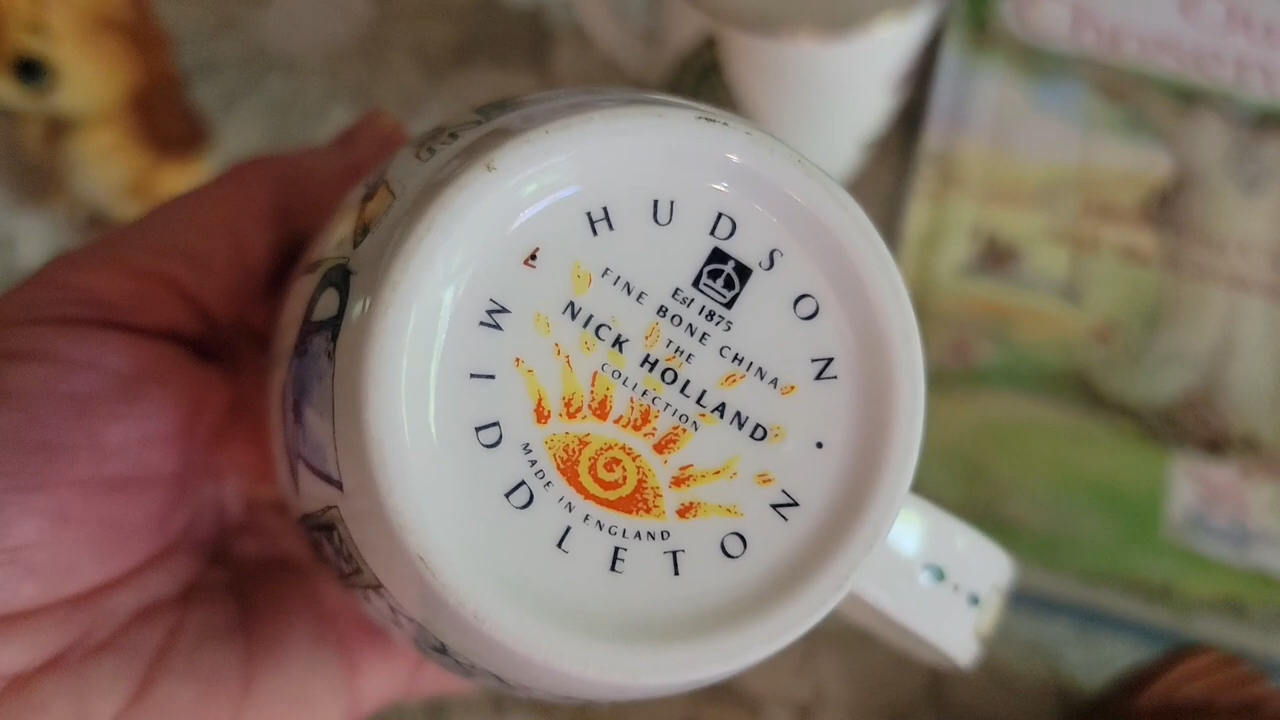 HUDSON
•
MIDDLETON
Est 1875
FINE BONE CHINA
THE
NICK HOLLAND
COLLECTION
MADE IN ENGLAND